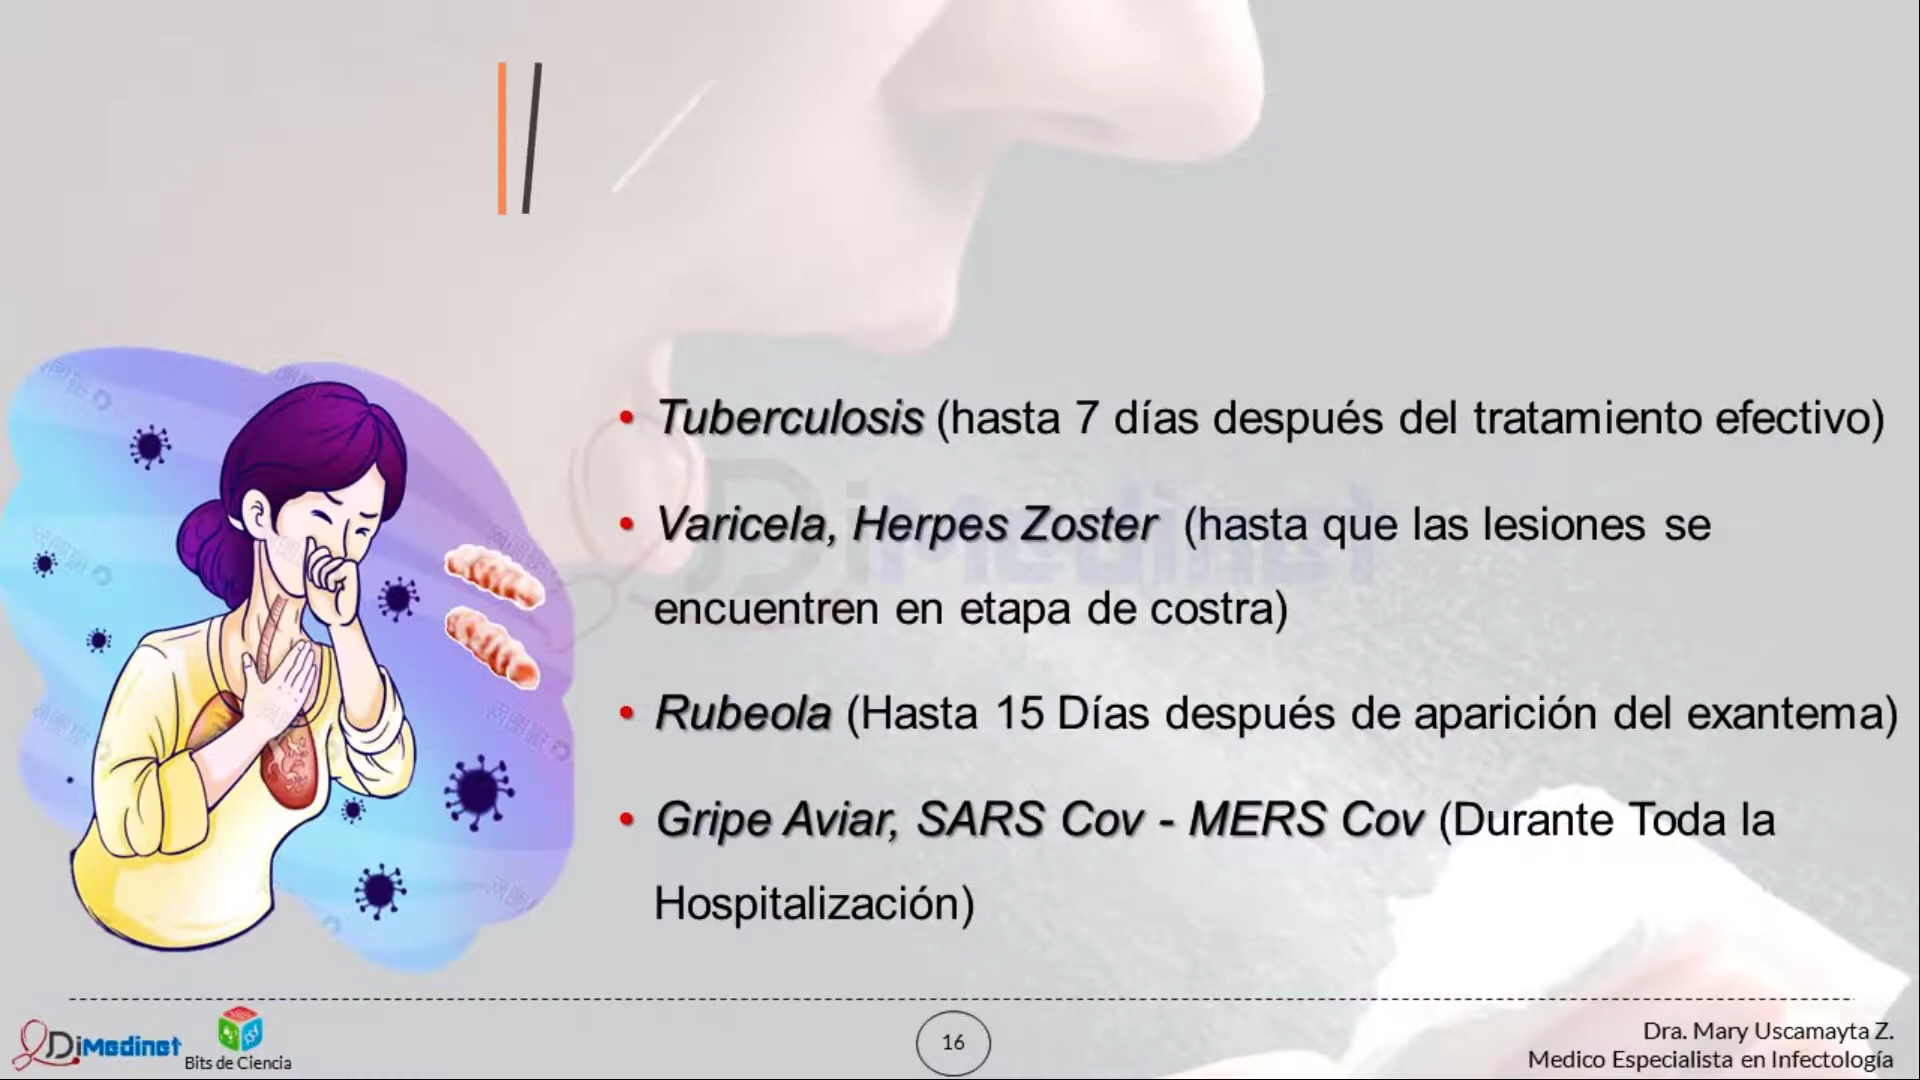 • Tuberculosis (hasta 7 días después del tratamiento efectivo)
• Varicela, Herpes Zoster (hasta que las lesiones se
encuentren en etapa de costra)
• Rubeola (Hasta 15 Días después de aparición del exantema)
• Gripe Aviar, SARS Cov - MERS Cov (Durante Toda la
Hospitalización)
DiMedinet
DiMedinet
Bits de Ciencia
16
Dra. Mary Uscamayta Z.
Medico Especialista en Infectología